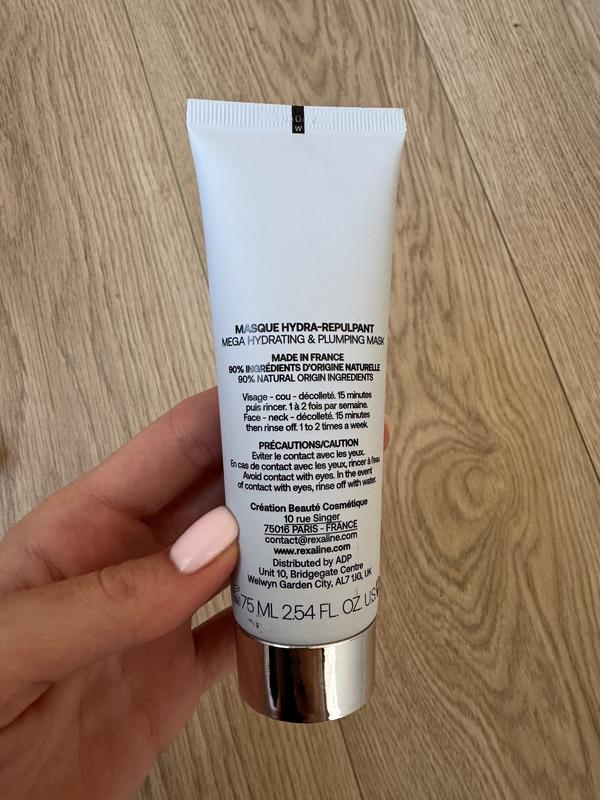 MASQUE HYDRA-REPULPANT
MEGA HYDRATING & PLUMPING MASK
MADE IN FRANCE
90% INGRÉDIENTS D'ORIGINE NATURELLE
90% NATURAL ORIGIN INGREDIENTS
Visage - cou - décolleté. 15 minutes
puis rincer. 1 à 2 fois par semaine.
Face - neck - décolleté. 15 minutes
then rinse off. 1 to 2 times a week.
PRÉCAUTIONS/CAUTION
Eviter le contact avec les yeux.
En cas de contact avec les yeux, rincer à l'eau.
Avoid contact with eyes. In the event
of contact with eyes, rinse off with water.
Création Beauté Cosmétique
10 rue Singer
75016 PARIS - FRANCE
contact@rexaline.com
www.rexaline.com
Distributed by ADP
Unit 10, Bridgegate Centre
Welwyn Garden City, AL7 1JG, UK
75 ML 2.54 FL. OZ. US